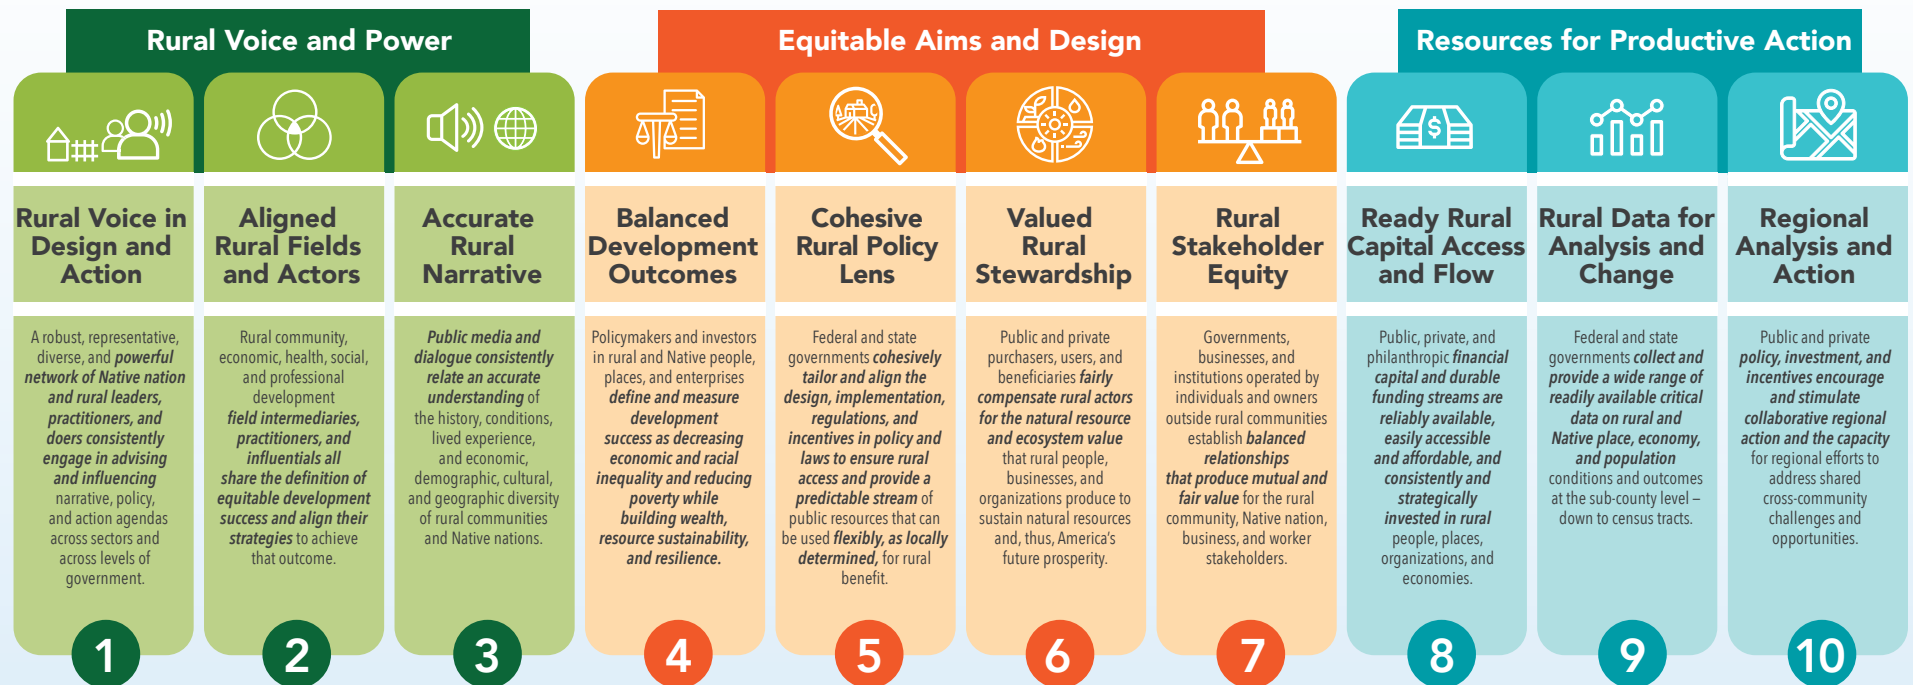 Rural Voice and Power
Equitable Aims and Design
Resources for Productive Action
$
Rural Voice in
Design and
Action
A robust, representative,
diverse, and powerful
network of Native nation
and rural leaders,
practitioners, and
doers consistently
engage in advising
and influencing
narrative, policy,
and action agendas
across sectors and
across levels of
government.
1
Aligned
Rural Fields
and Actors
Rural community,
economic, health, social,
and professional
development
field intermediaries,
practitioners, and
influentials all
share the definition of
equitable development
success and align their
strategies to achieve
that outcome.
2
Accurate
Rural
Narrative
Public media and
dialogue consistently
relate an accurate
understanding of
the history, conditions,
lived experience,
and economic,
demographic, cultural,
and geographic diversity
of rural communities
and Native nations.
3
Balanced
Development
Outcomes
Policymakers and investors
in rural and Native people,
places, and enterprises
define and measure
development
success as decreasing
economic and racial
inequality and reducing
poverty while
building wealth,
resource sustainability,
and resilience.
4
Cohesive
Rural Policy
Lens
Federal and state
governments cohesively
tailor and align the
design, implementation,
regulations, and
incentives in policy and
laws to ensure rural
access and provide a
predictable stream of
public resources that can
be used flexibly, as locally
determined, for rural
benefit.
5
Valued
Rural
Stewardship
Public and private
purchasers, users, and
beneficiaries fairly
compensate rural actors
for the natural resource
and ecosystem value
that rural people,
businesses, and
organizations produce to
sustain natural resources
and, thus, America's
future prosperity.
6
Rural
Stakeholder
Equity
Governments,
businesses, and
institutions operated by
individuals and owners
outside rural communities
establish balanced
relationships
that produce mutual and
fair value for the rural
community, Native nation,
business, and worker
stakeholders.
7
Ready Rural
Capital Access
and Flow
Public, private, and
philanthropic financial
capital and durable
funding streams are
reliably available,
easily accessible
and affordable, and
consistently and
strategically
invested in rural
people, places,
organizations, and
economies.
8
Rural Data for
Analysis and
Change
Federal and state
governments collect and
provide a wide range of
readily available critical
data on rural and
Native place, economy,
and population
conditions and outcomes
at the sub-county level –
down to census tracts.
9
Regional
Analysis and
Action
Public and private
policy, investment, and
incentives encourage
and stimulate
collaborative regional
action and the capacity
for regional efforts to
address shared
cross-community
challenges and
opportunities.
10